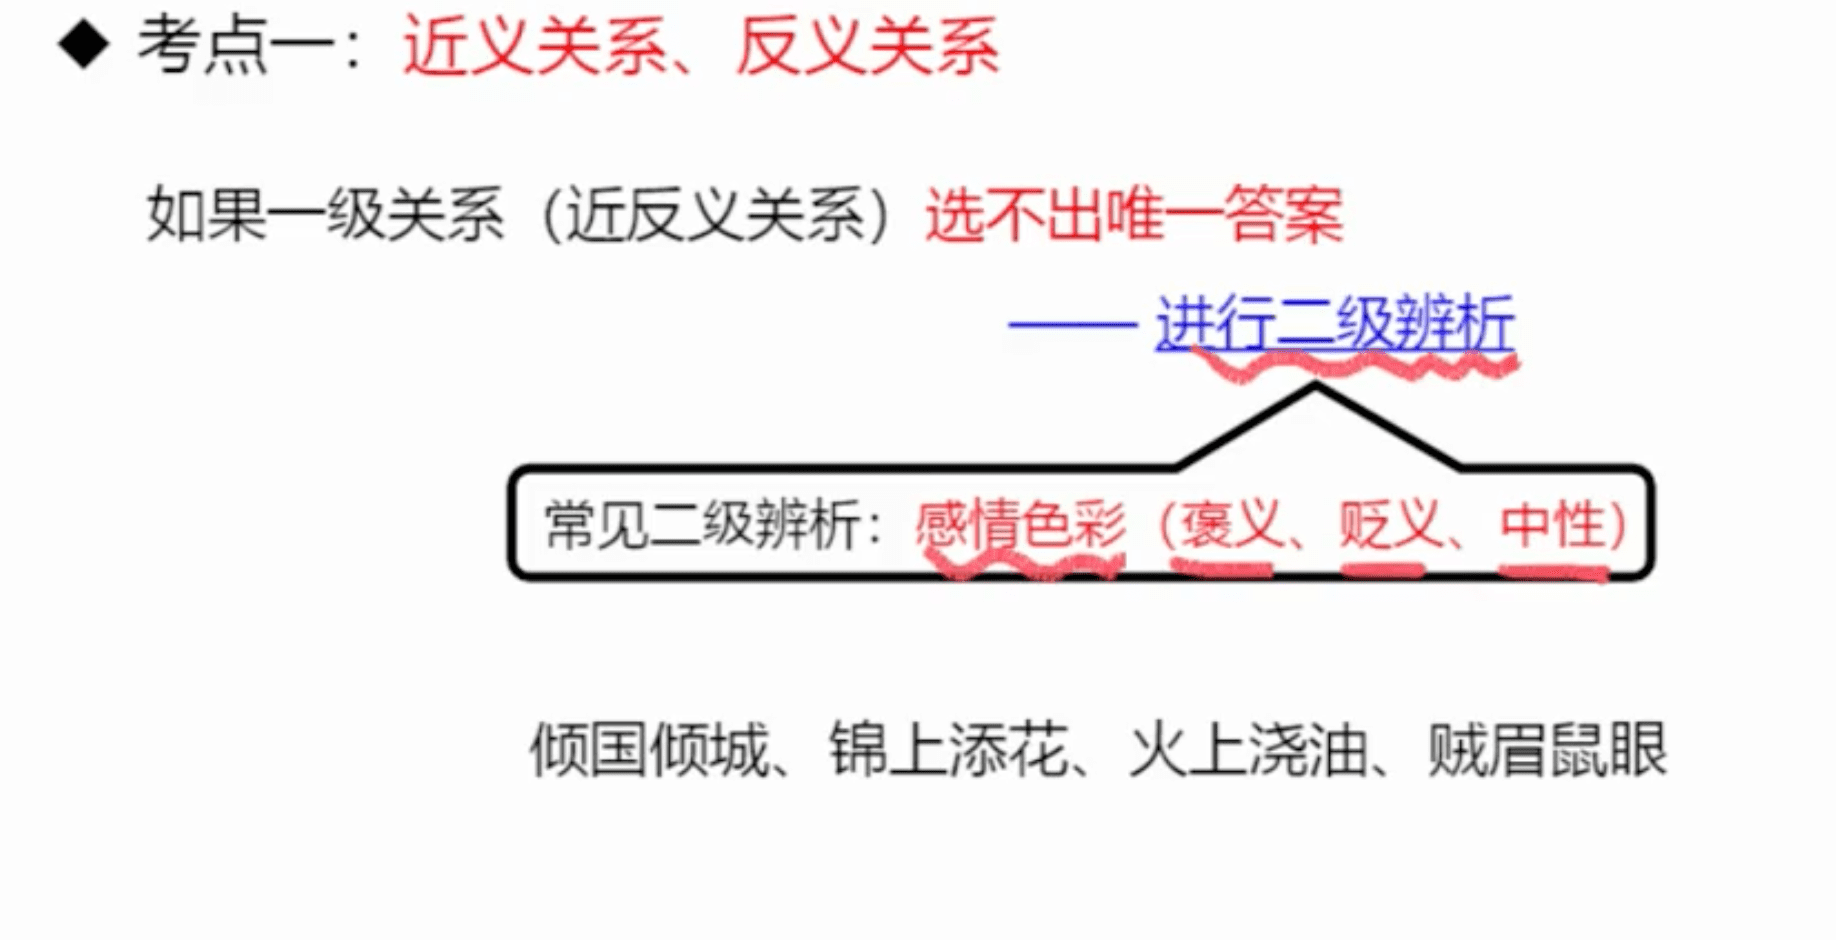 ◆ 考点一：近义关系、反义关系
如果一级关系（近反义关系）选不出唯一答案
—— 进行二级辨析
常见二级辨析：感情色彩（褒义、贬义、中性）
倾国倾城、锦上添花、火上浇油、贼眉鼠眼